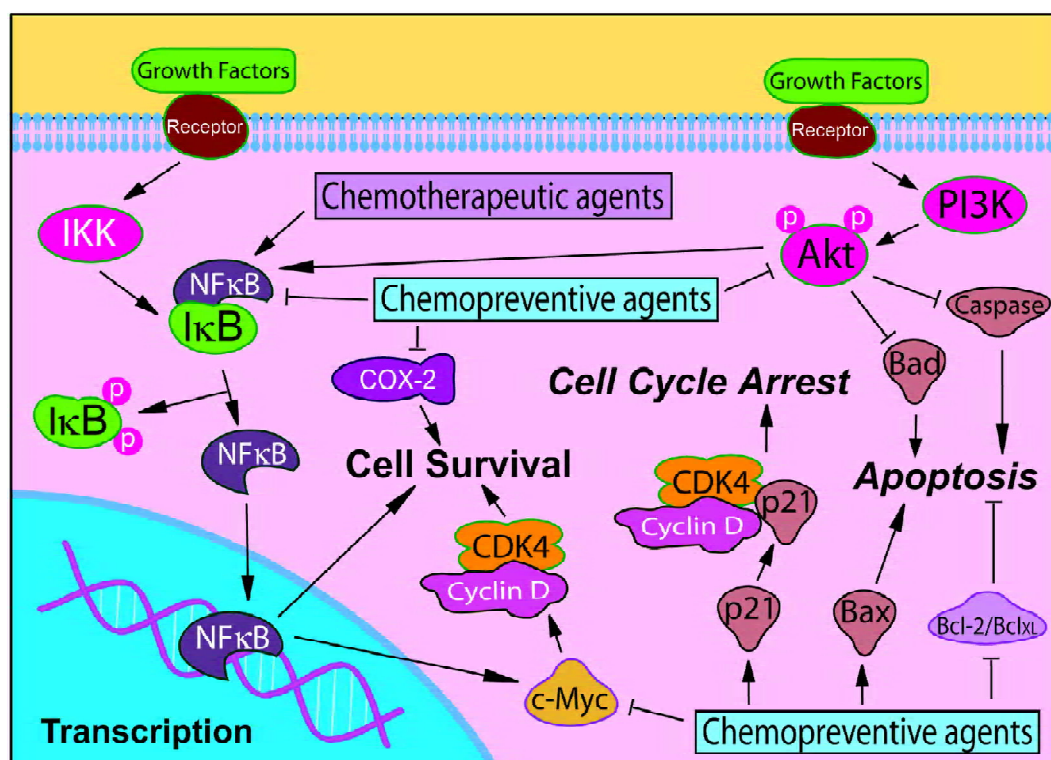 Growth Factors
Growth Factors
Receptor
Receptor
Chemotherapeutic agents
PI3K
IKK
p
p
Akt
NFκB
Chemopreventive agents
Caspase
IκB
Bad
COX-2
Cell Cycle Arrest
p
IκB
p
NFκB
Cell Survival
CDK4
p21
Apoptosis
Cyclin D
CDK4
Cyclin D
p21
Bax
Bcl-2/BclXL
NFκB
c-Myc
Transcription
Chemopreventive agents